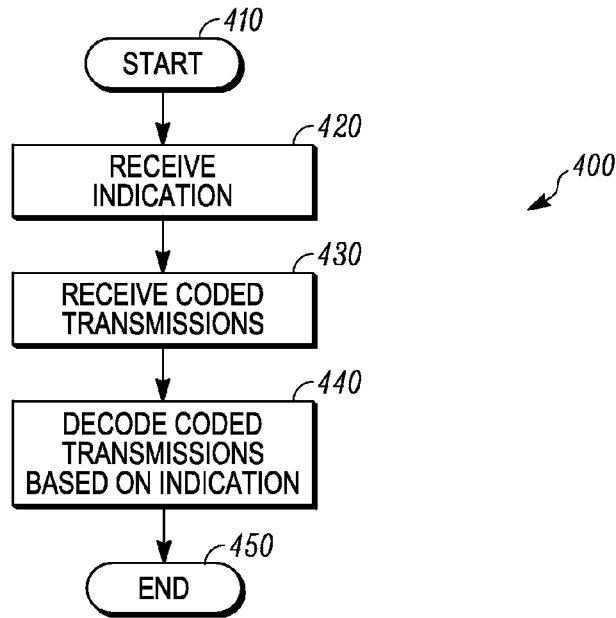 410
START
420
RECEIVE
INDICATION
400
430
RECEIVE CODED
TRANSMISSIONS
440
DECODE CODED
TRANSMISSIONS
BASED ON INDICATION
450
END